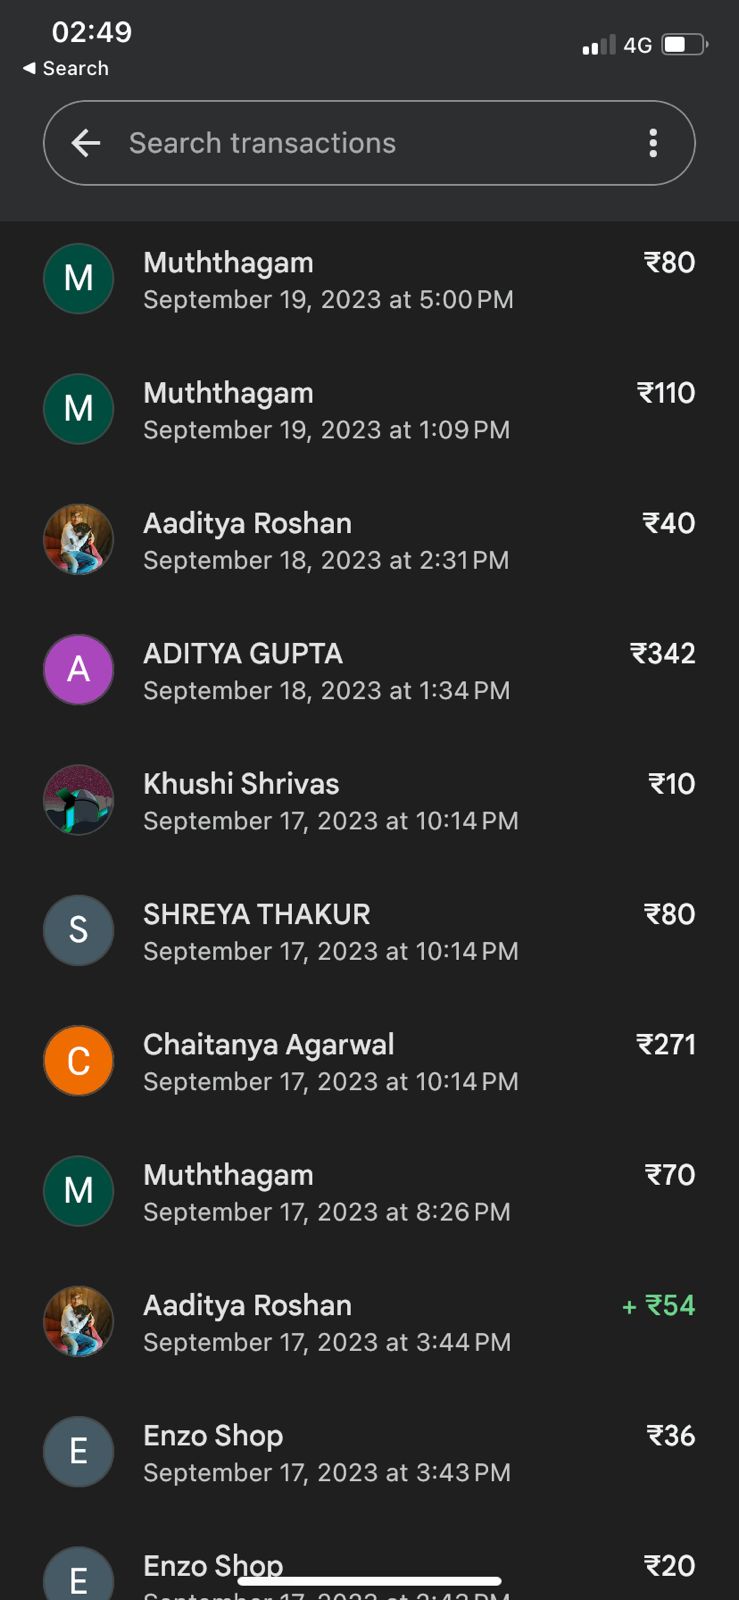 02:49
4G
◀ Search
Search transactions
M
Muththagam
₹80
September 19, 2023 at 5:00 PM
M
Muththagam
₹110
September 19, 2023 at 1:09 PM
Aaditya Roshan
₹40
September 18, 2023 at 2:31 PM
A
ADITYA GUPTA
₹342
September 18, 2023 at 1:34 PM
Khushi Shrivas
₹10
September 17, 2023 at 10:14 PM
S
SHREYA THAKUR
₹80
September 17, 2023 at 10:14 PM
C
Chaitanya Agarwal
₹271
September 17, 2023 at 10:14 PM
M
Muththagam
₹70
September 17, 2023 at 8:26 PM
Aaditya Roshan
+ ₹54
September 17, 2023 at 3:44 PM
E
Enzo Shop
₹36
September 17, 2023 at 3:43 PM
E
Enzo Shop
₹20